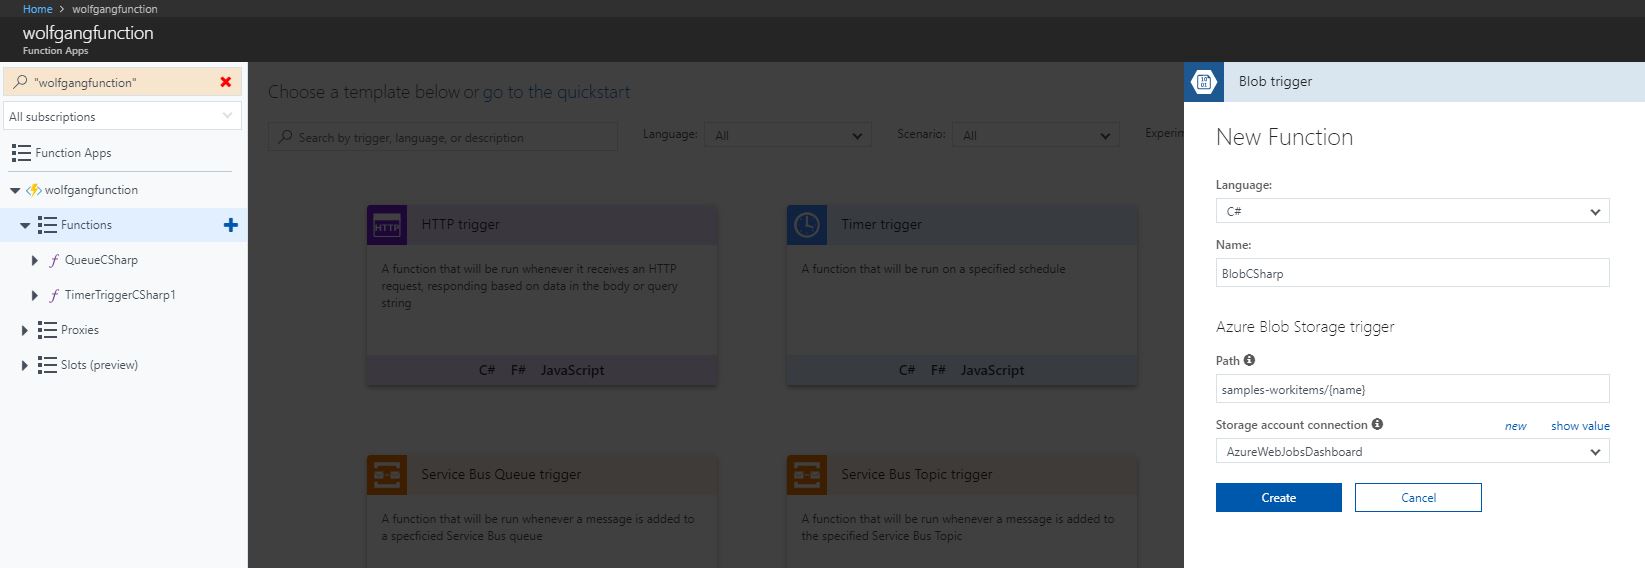 Home > wolfgangfunction
wolfgangfunction
Function Apps
"wolfgangfunction"
All subscriptions
Function Apps
wolfgangfunction
Functions
QueueCSharp
TimerTriggerCSharp1
Proxies
Slots (preview)
Choose a template below or go to the quickstart
Search by trigger, language, or description
Language: All
Scenario: All
Experim
HTTP
HTTP trigger
A function that will be run whenever it receives an HTTP
request, responding based on data in the body or query
string
C# F# JavaScript
Timer trigger
A function that will be run on a specified schedule
C# F# JavaScript
Service Bus Queue trigger
A function that will be run whenever a message is added to
a specficied Service Bus queue
Service Bus Topic trigger
A function that will be run whenever a message is added to
the specified Service Bus Topic
10
01
Blob trigger
New Function
Language:
C#
Name:
BlobCSharp
Azure Blob Storage trigger
Path
samples-workitems/{name}
Storage account connection new show value
AzureWebJobsDashboard
Create Cancel